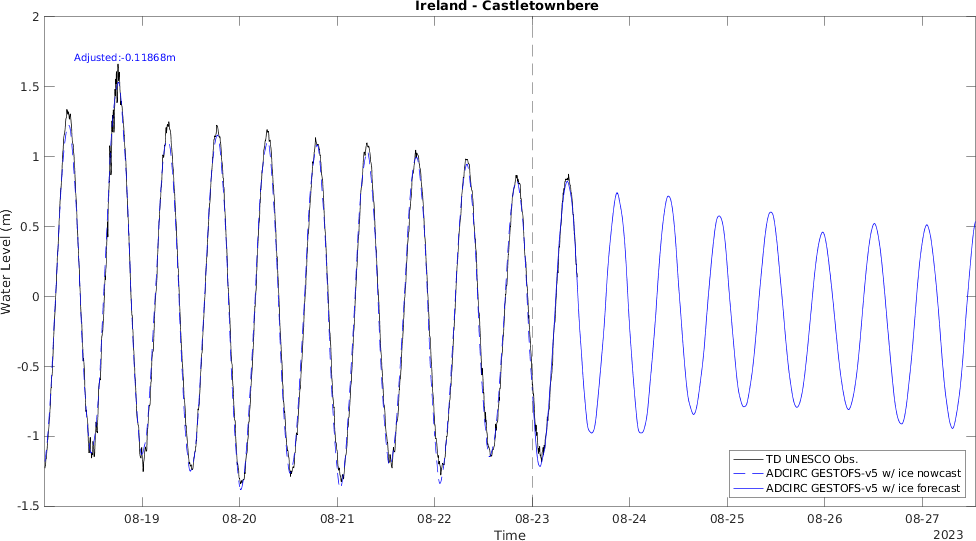 Ireland - Castletownbere
Adjusted:-0.11868m
2
1.5
1
0.5
0
-0.5
-1
-1.5
Water Level (m)
08-19 08-20 08-21 08-22 08-23 08-24 08-25 08-26 08-27
Time
2023
TD UNESCO Obs.
ADCIRC GESTOFS-v5 w/ ice nowcast
ADCIRC GESTOFS-v5 w/ ice forecast